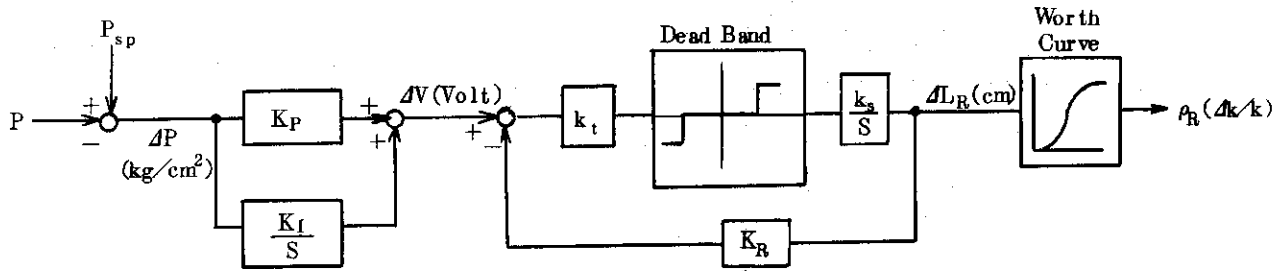 Worth
Curve
P_sp
Dead Band
K_P
ΔV(Volt)
k_t
k_s
S
ΔL_R(cm)
P
+
−
ΔP
(kg/cm²)
+
+
+
−
ρ_R(Δk/k)
K_I
S
K_R